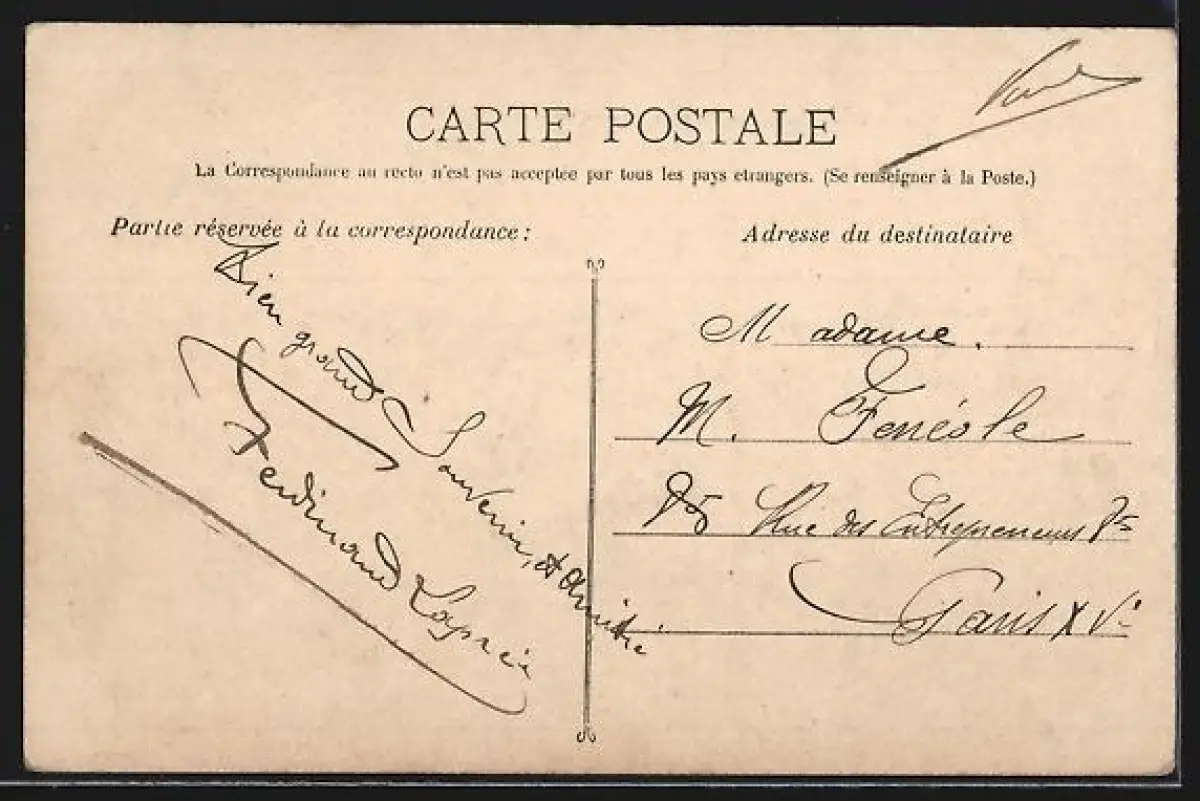 CARTE POSTALE
La Correspondance au recto n'est pas acceptée par tous les pays etrangers. (Se renseigner à la Poste.)
Partie réservée à la correspondance :
Bien grand Souvenir, et Amitié
Ferdinand
Adresse du destinataire
Madame.
M. Fenéole
Rue des Entrepreneurs
Paris XV